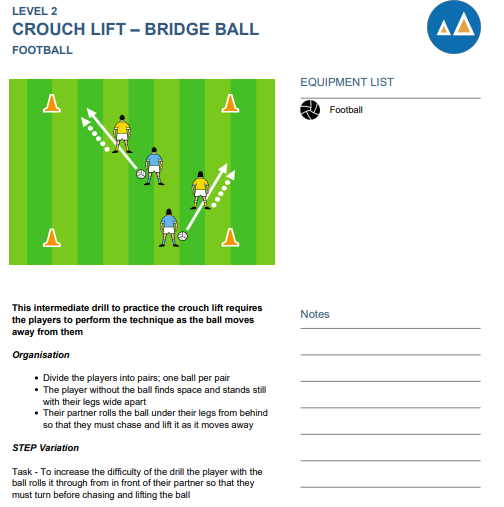 LEVEL 2
CROUCH LIFT – BRIDGE BALL
FOOTBALL
EQUIPMENT LIST
Football
This intermediate drill to practice the crouch lift requires
the players to perform the technique as the ball moves
away from them
Organisation
• Divide the players into pairs; one ball per pair
• The player without the ball finds space and stands still
with their legs wide apart
• Their partner rolls the ball under their legs from behind
so that they must chase and lift it as it moves away
STEP Variation
Task - To increase the difficulty of the drill the player with the
ball rolls it through from in front of their partner so that they
must turn before chasing and lifting the ball
Notes